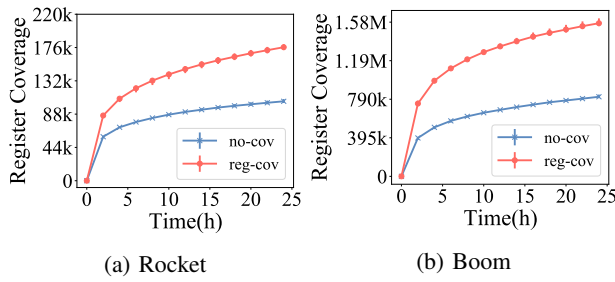 220k
176k
132k
88k
44k
0
Register Coverage
no-cov
reg-cov
0 5 10 15 20 25
Time(h)
(a) Rocket
1.58M
1.19M
790k
395k
0
Register Coverage
no-cov
reg-cov
0 5 10 15 20 25
Time(h)
(b) Boom